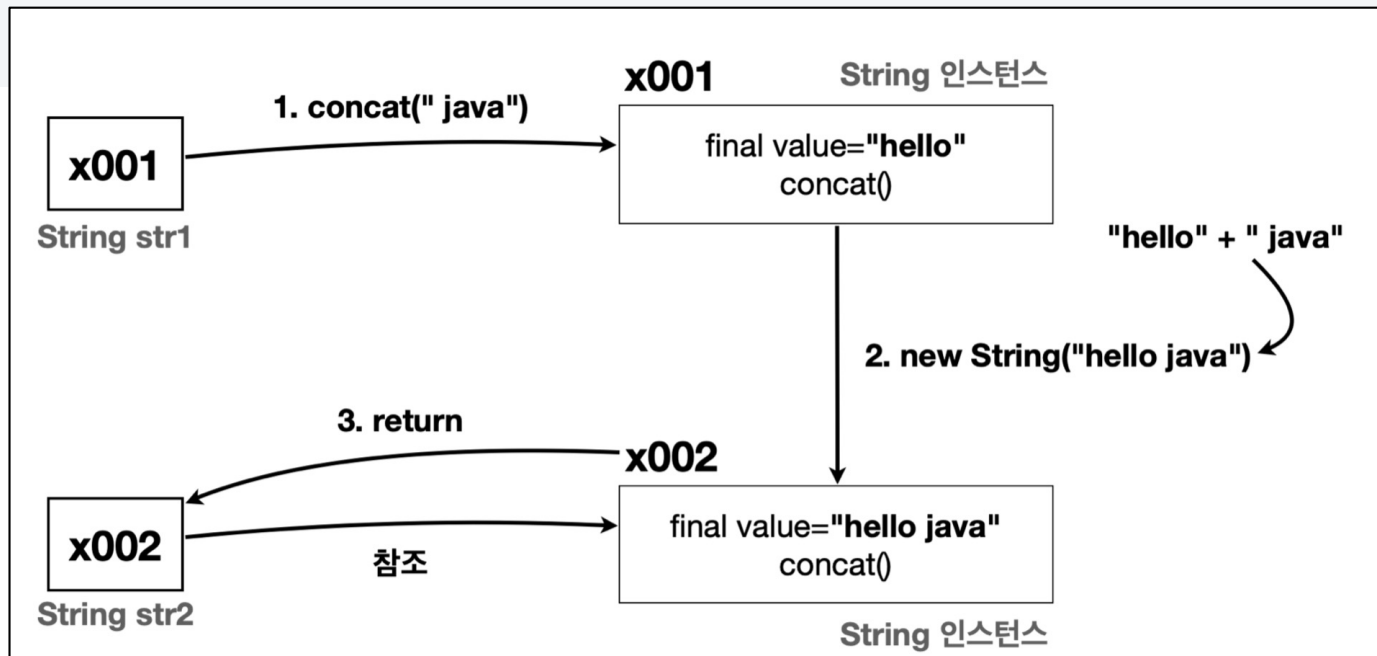 x001
String 인스턴스
1. concat(" java")
x001
final value="hello"
concat()
String str1
"hello" + " java"
2. new String("hello java")
3. return
x002
x002
final value="hello java"
concat()
참조
String str2
String 인스턴스